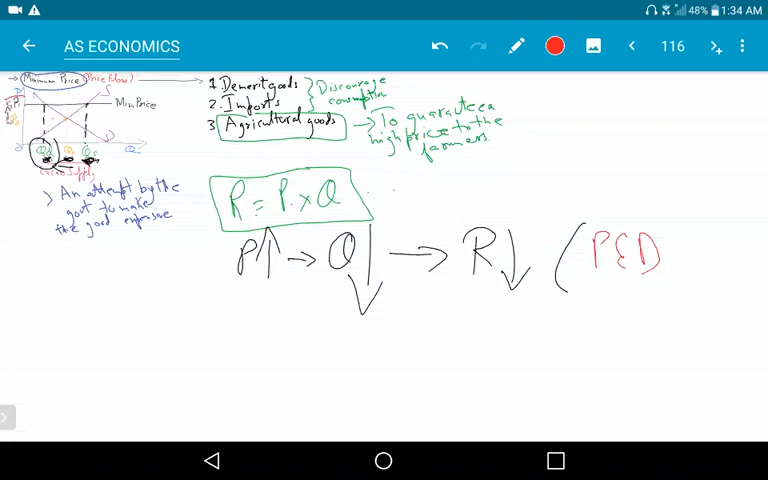 48% 1:34 AM
AS ECONOMICS
116
→ Minimum Price (Price floor) →
P
S
P1
Min Price
O
Q
excess supply
> An attempt by the
govt to make
the good expensive
1. Demerit goods
2. Imports
} Discourage
consumption
3 Agricultural goods
→ To guarantee a
high price to the
farmers.
R = P x Q
P↑ → Q↓ → R↓ ( PED